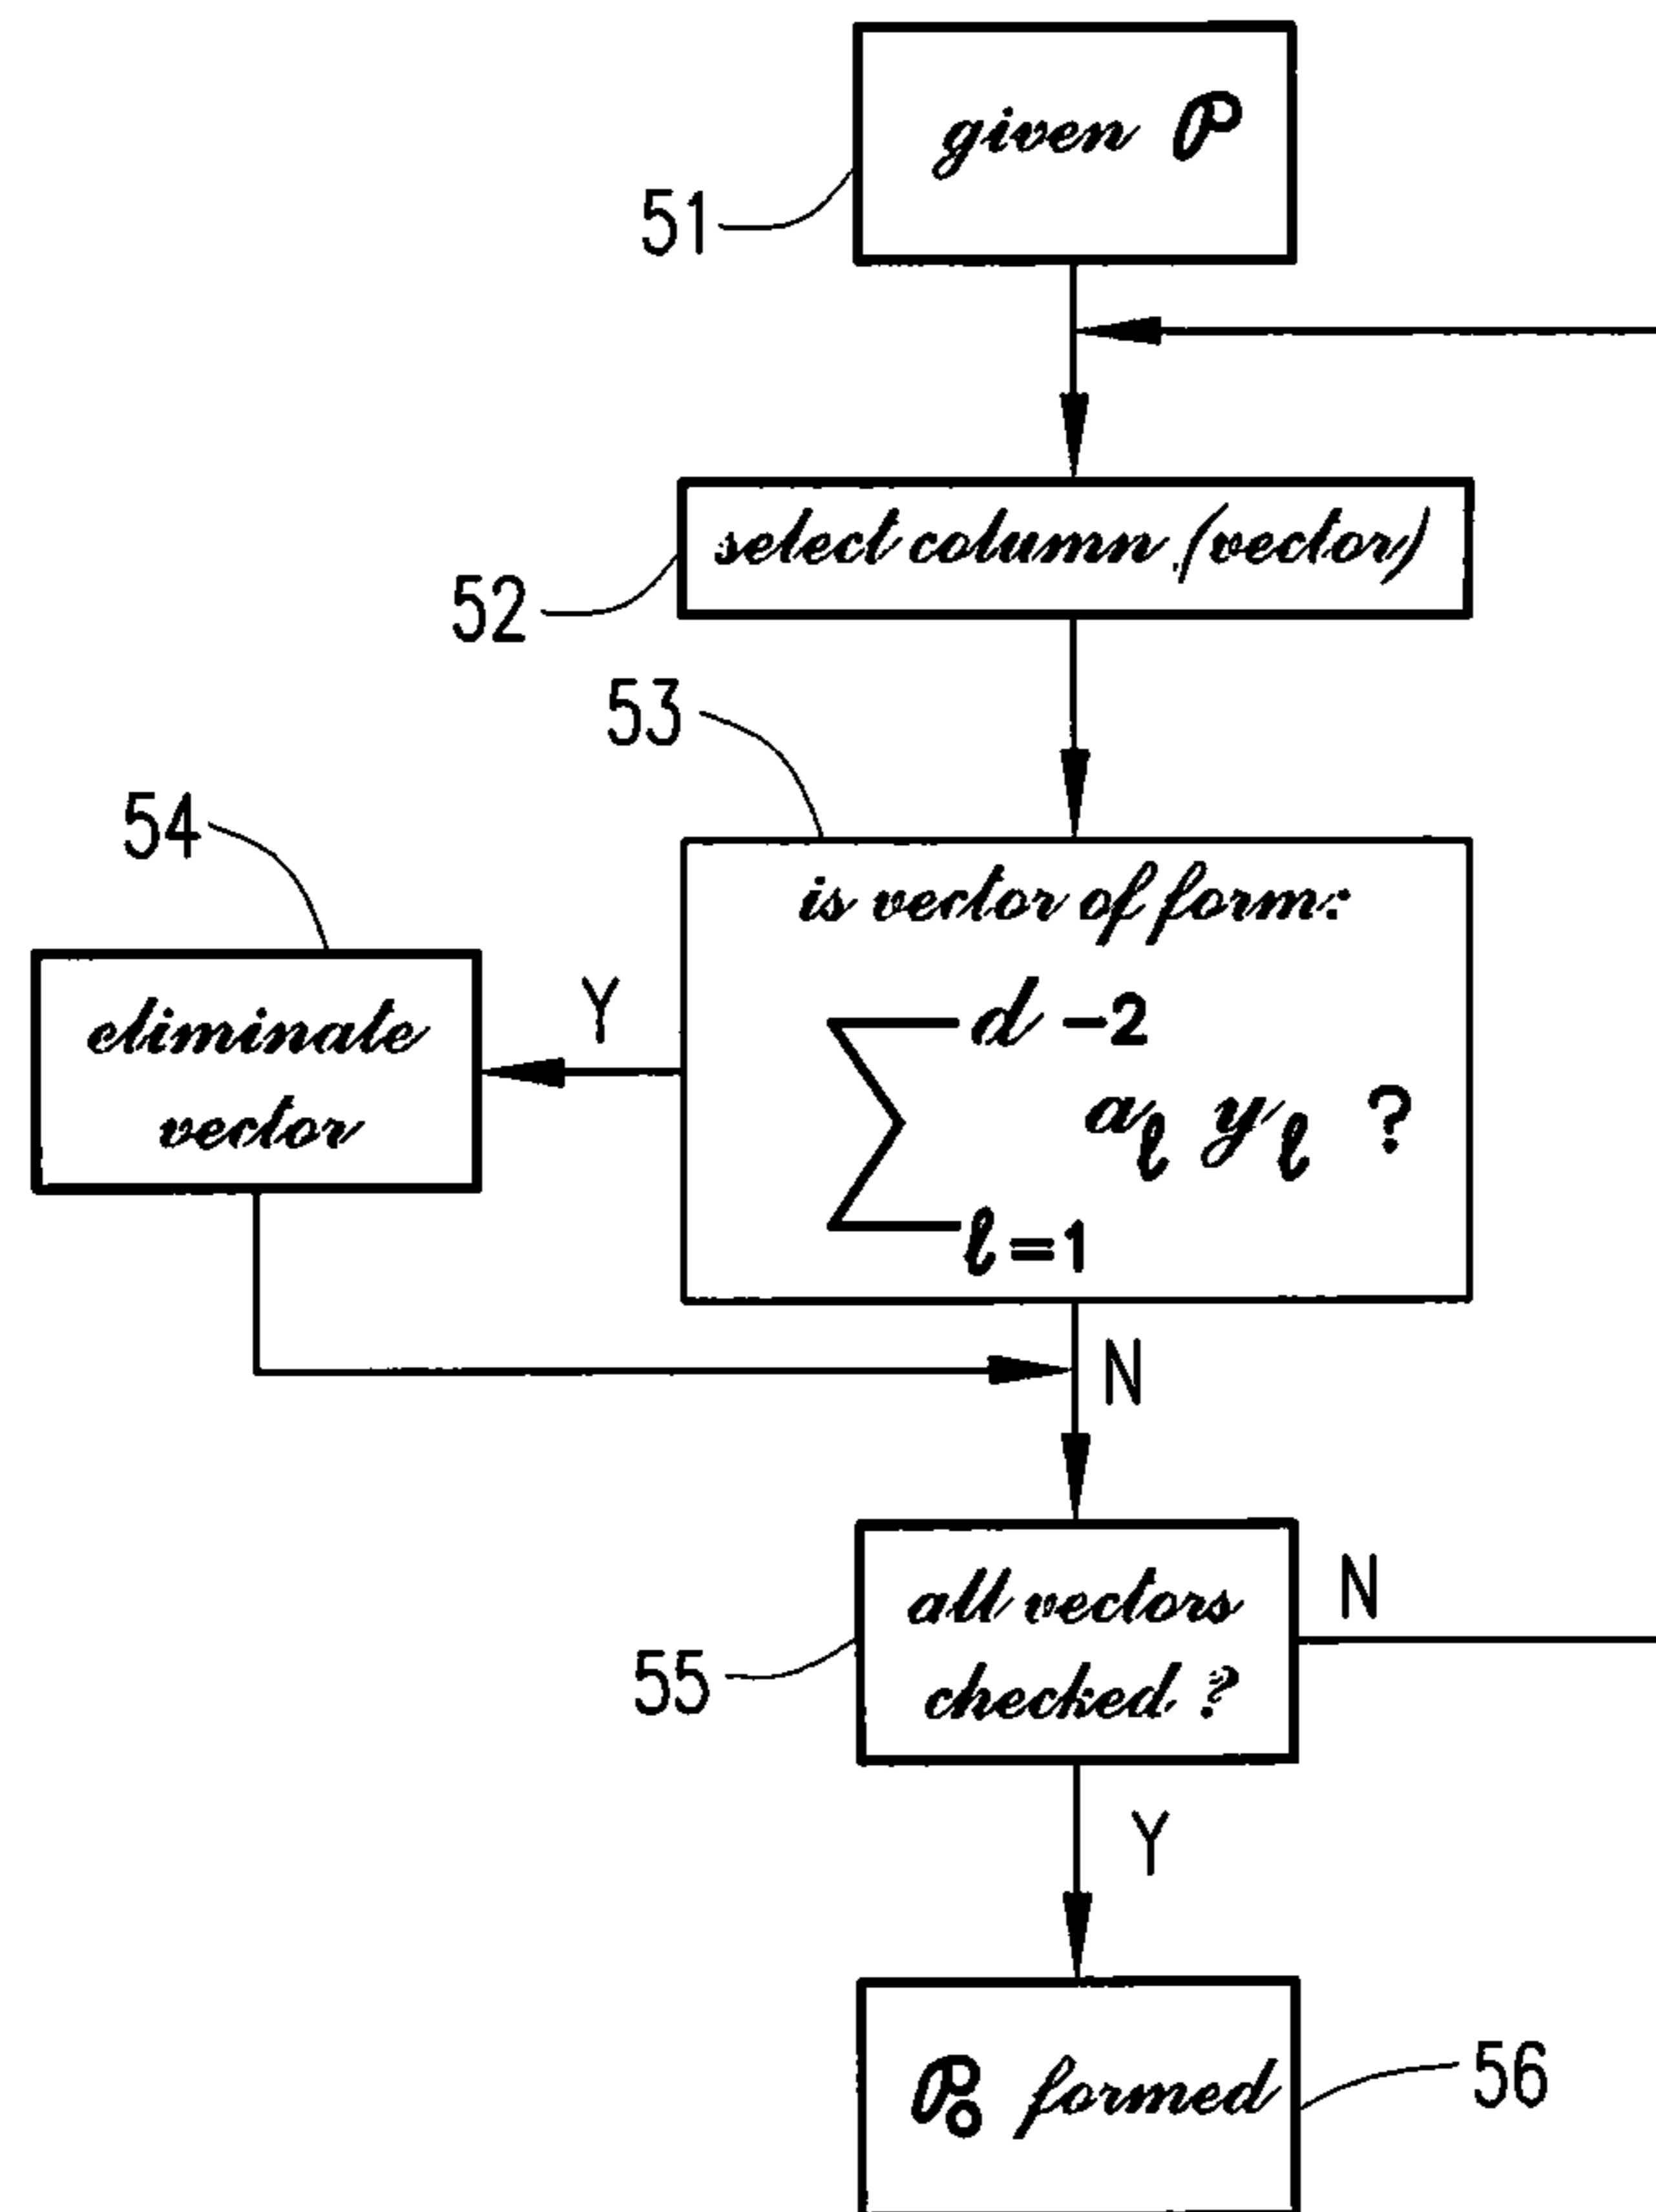 given P
51
select column (vector)
52
53
54
is vector of form:
d-2
Σ aℓ yℓ ?
ℓ=1
Y
eliminate
vector
N
all vectors
checked?
N
55
Y
P₀ formed
56